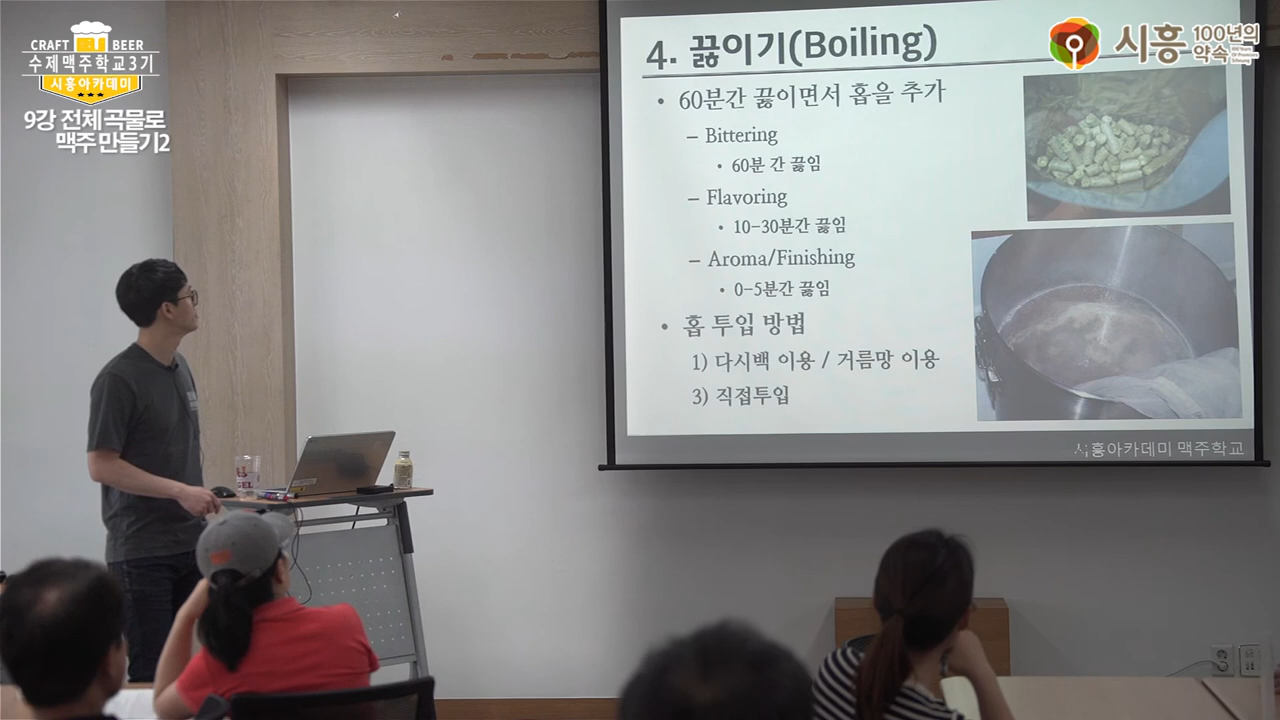 CRAFT BEER
수제맥주학교3기
시흥아카데미
9강 전체 곡물로
맥주 만들기2
시흥 100년의
약속
4. 끓이기(Boiling)
• 60분간 끓이면서 홉을 추가
– Bittering
• 60분 간 끓임
– Flavoring
• 10-30분간 끓임
– Aroma/Finishing
• 0-5분간 끓임
• 홉 투입 방법
1) 다시백 이용 / 거름망 이용
3) 직접투입
시흥아카데미 맥주학교